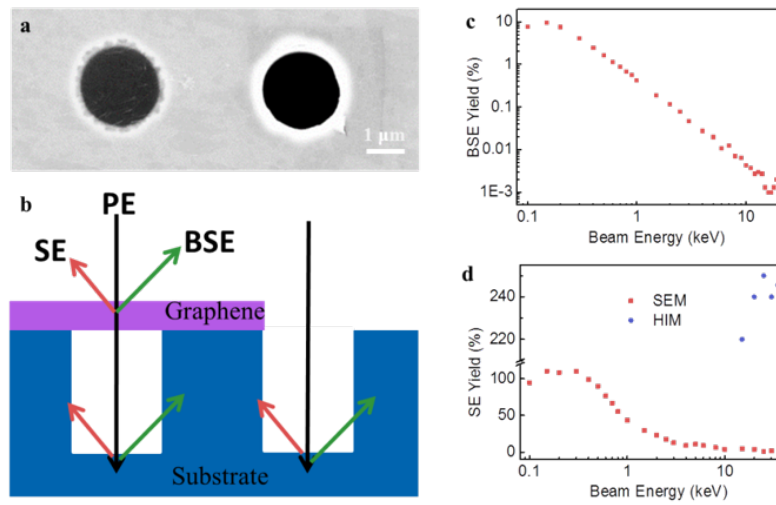 a
1 μm
b
PE
SE
BSE
Graphene
Substrate
c
BSE Yield (%)
10
1
0.1
0.01
1E-3
0.1
1
10
Beam Energy (keV)
d
SE Yield (%)
240
220
100
50
0
SEM
HIM
0.1
1
10
Beam Energy (keV)